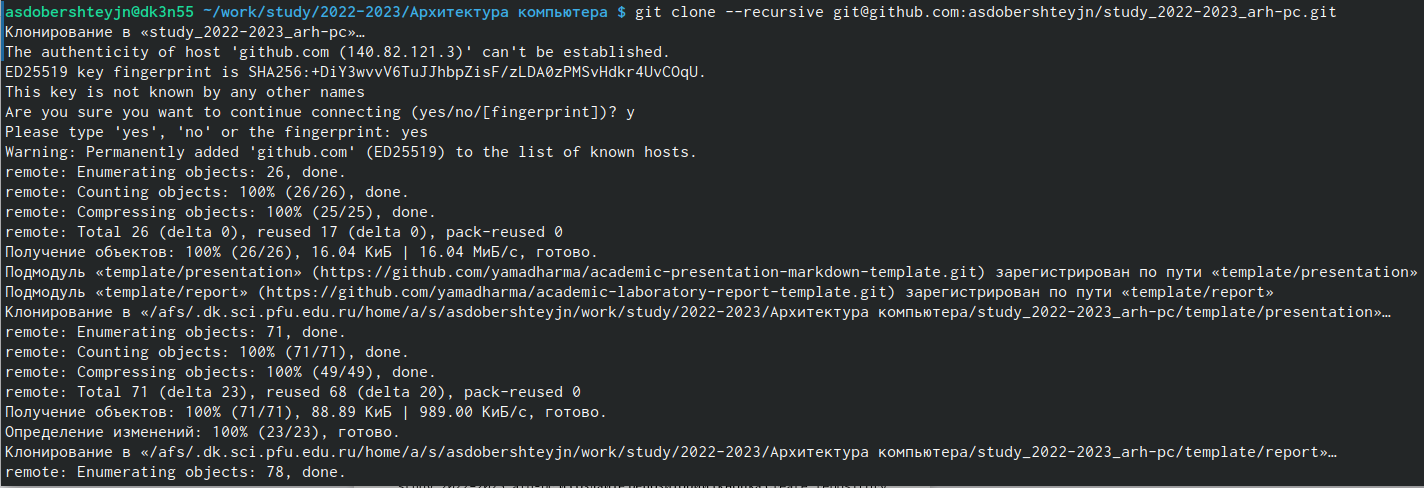 asdobershteyjn@dk3n55 ~/work/study/2022-2023/Архитектура компьютера $ git clone --recursive git@github.com:asdobershteyjn/study_2022-2023_arh-pc.git
Клонирование в «study_2022-2023_arh-pc»…
The authenticity of host 'github.com (140.82.121.3)' can't be established.
ED25519 key fingerprint is SHA256:+DiY3wvvV6TuJJhbpZisF/zLDA0zPMSvHdkr4UvCOqU.
This key is not known by any other names
Are you sure you want to continue connecting (yes/no/[fingerprint])? y
Please type 'yes', 'no' or the fingerprint: yes
Warning: Permanently added 'github.com' (ED25519) to the list of known hosts.
remote: Enumerating objects: 26, done.
remote: Counting objects: 100% (26/26), done.
remote: Compressing objects: 100% (25/25), done.
remote: Total 26 (delta 0), reused 17 (delta 0), pack-reused 0
Получение объектов: 100% (26/26), 16.04 КиБ | 16.04 МиБ/с, готово.
Подмодуль «template/presentation» (https://github.com/yamadharma/academic-presentation-markdown-template.git) зарегистрирован по пути «template/presentation»
Подмодуль «template/report» (https://github.com/yamadharma/academic-laboratory-report-template.git) зарегистрирован по пути «template/report»
Клонирование в «/afs/.dk.sci.pfu.edu.ru/home/a/s/asdobershteyjn/work/study/2022-2023/Архитектура компьютера/study_2022-2023_arh-pc/template/presentation»…
remote: Enumerating objects: 71, done.
remote: Counting objects: 100% (71/71), done.
remote: Compressing objects: 100% (49/49), done.
remote: Total 71 (delta 23), reused 68 (delta 20), pack-reused 0
Получение объектов: 100% (71/71), 88.89 КиБ | 989.00 КиБ/с, готово.
Определение изменений: 100% (23/23), готово.
Клонирование в «/afs/.dk.sci.pfu.edu.ru/home/a/s/asdobershteyjn/work/study/2022-2023/Архитектура компьютера/study_2022-2023_arh-pc/template/report»…
remote: Enumerating objects: 78, done.